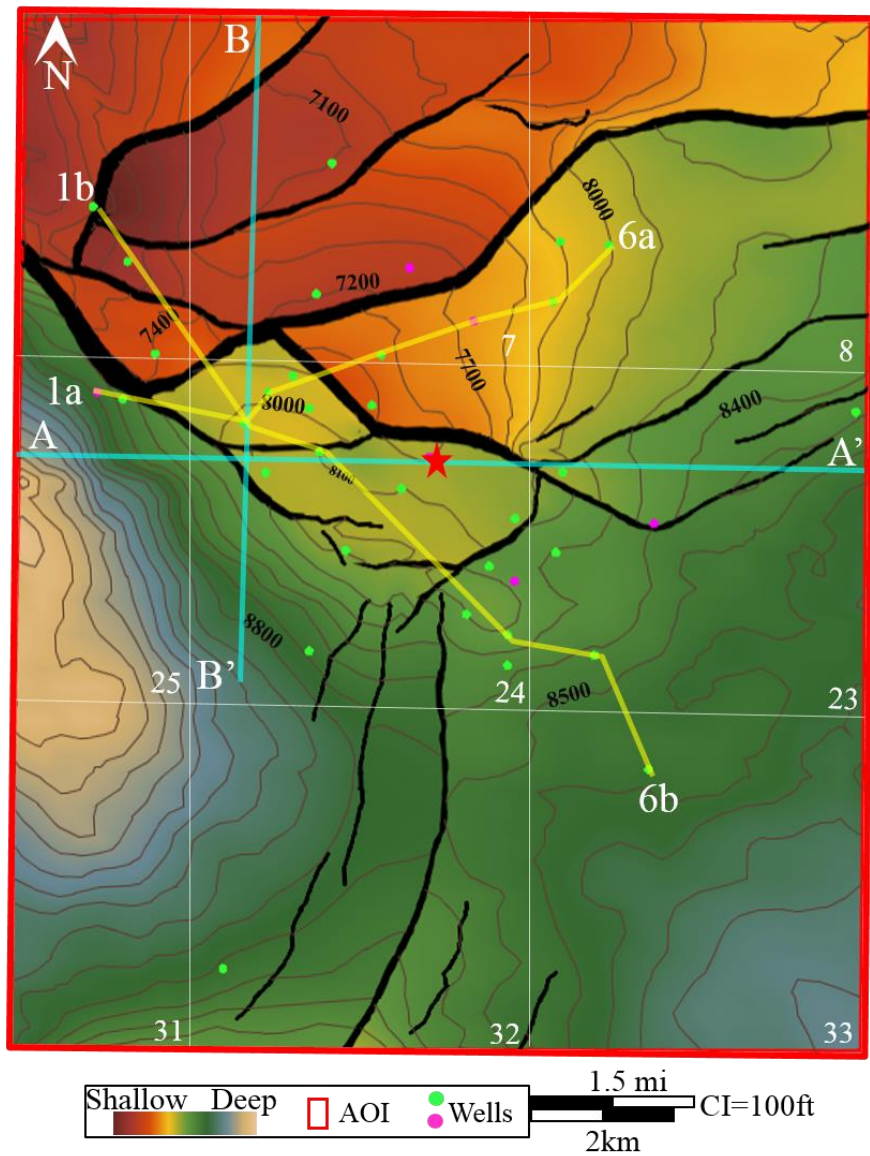 B
N
7100
1b
8000
6a
7200
7400
7
8
7700
1a
8000
8400
A
A’
8100
8800
25
B’
24
8500
23
6b
31
32
33
Shallow Deep
AOI
Wells
1.5 mi
CI=100ft
2km